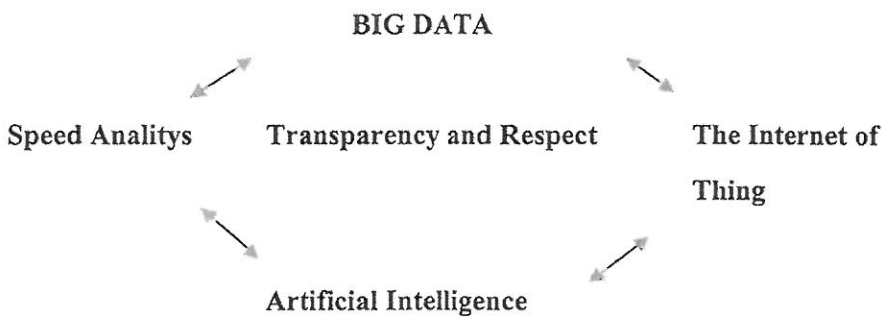 BIG DATA
Speed Analitys
Transparency and Respect
The Internet of
Thing
Artificial Intelligence